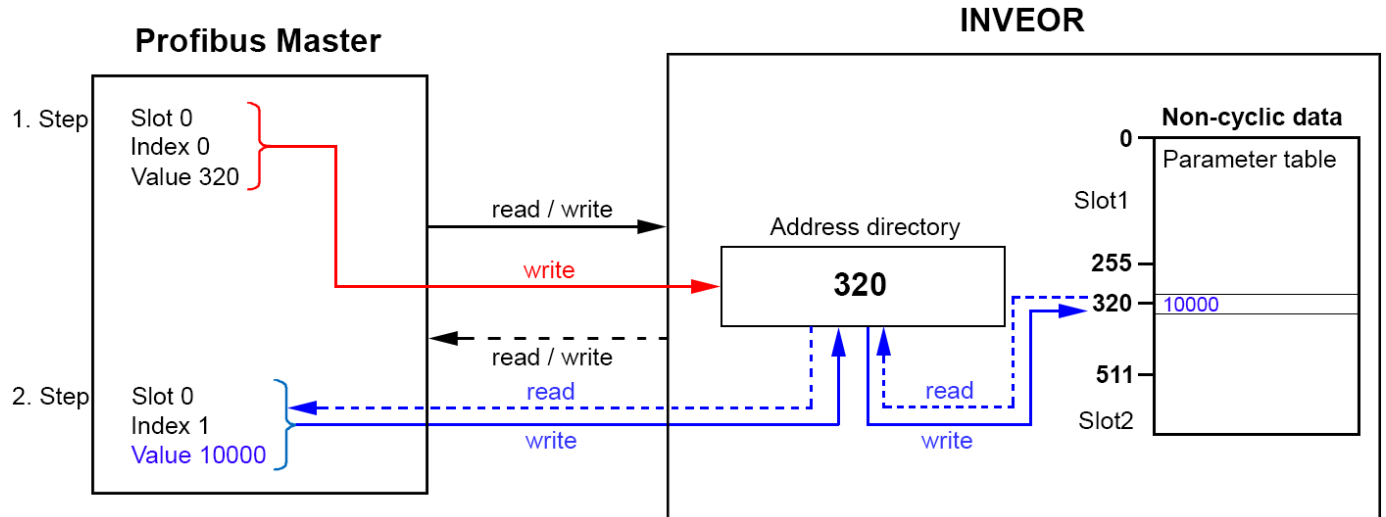 Profibus Master
INVEOR
1. Step
Slot 0
Index 0
Value 320
read / write
write
read / write
2. Step
Slot 0
Index 1
Value 10000
read
write
Address directory
320
read
write
Non-cyclic data
0
Parameter table
Slot1
255
320
10000
511
Slot2